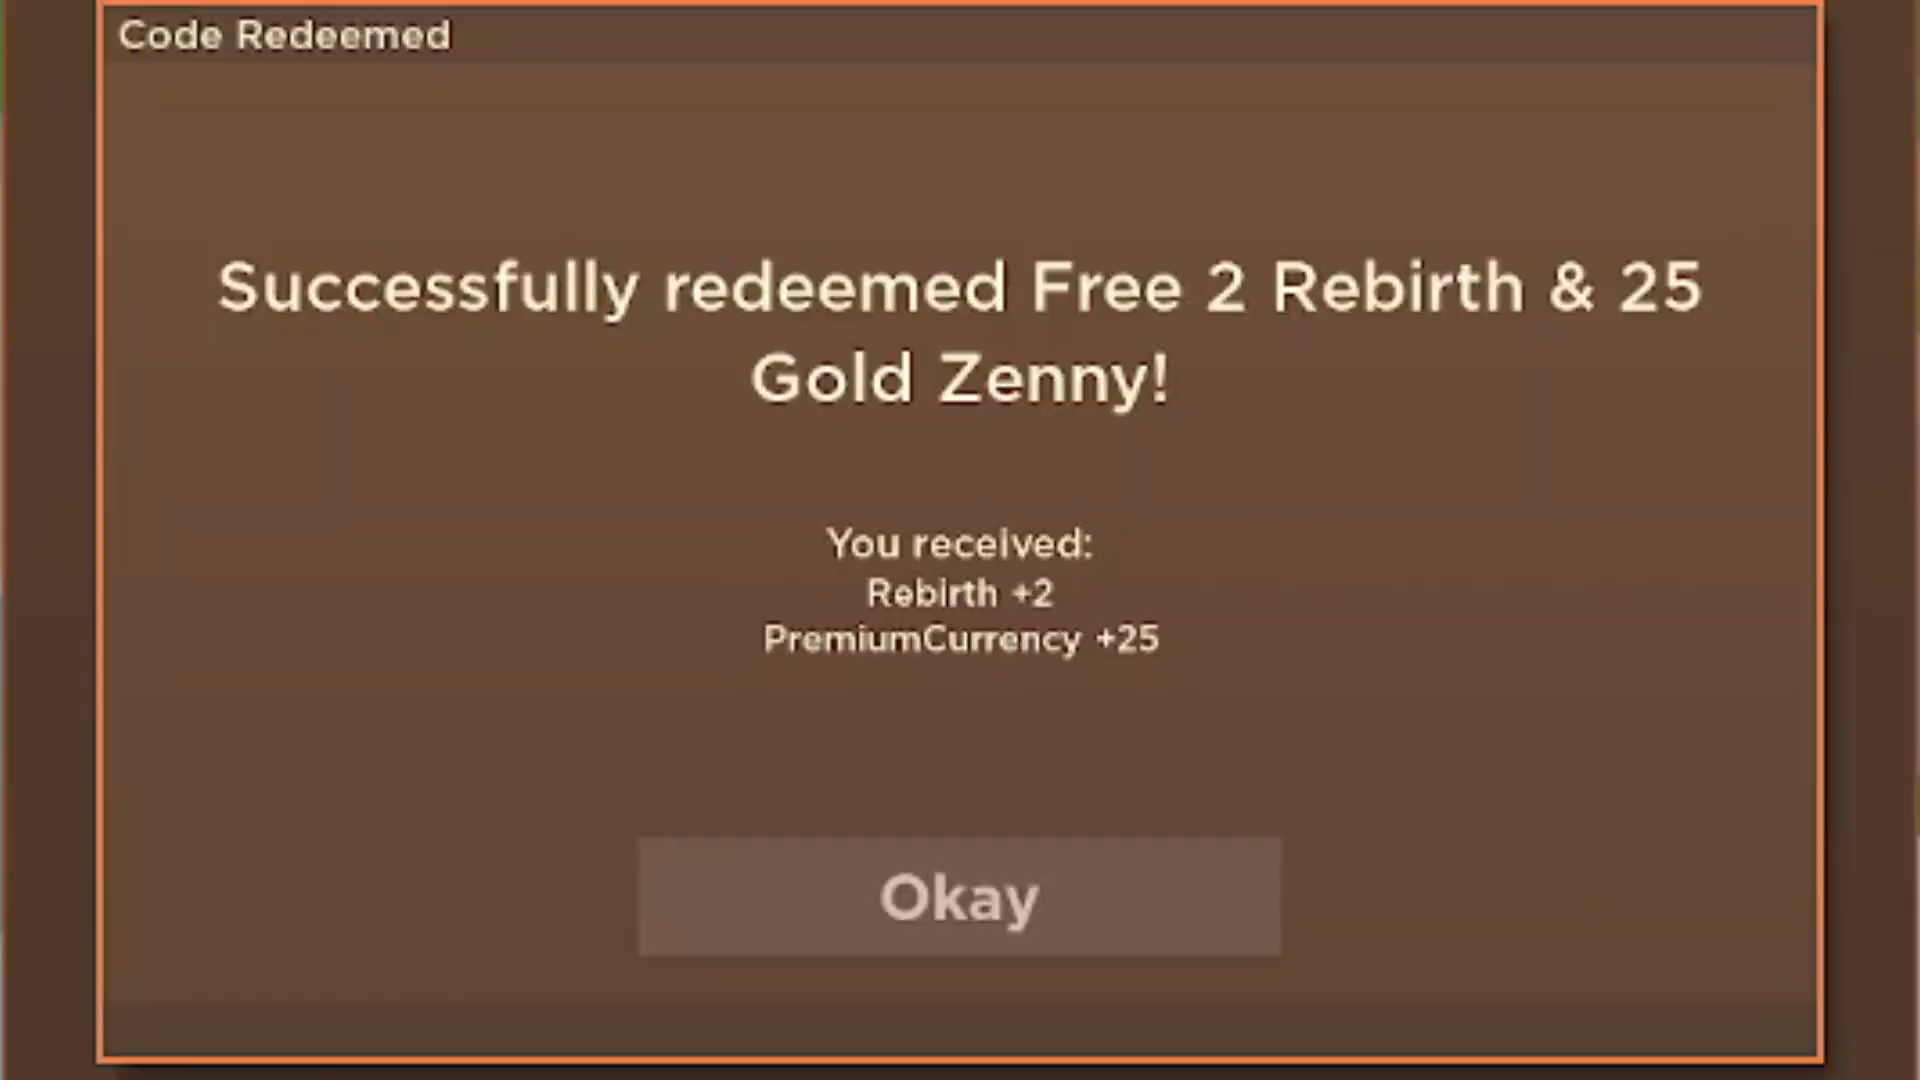 Code Redeemed
Successfully redeemed Free 2 Rebirth & 25
Gold Zenny!
You received:
Rebirth +2
PremiumCurrency +25
Okay